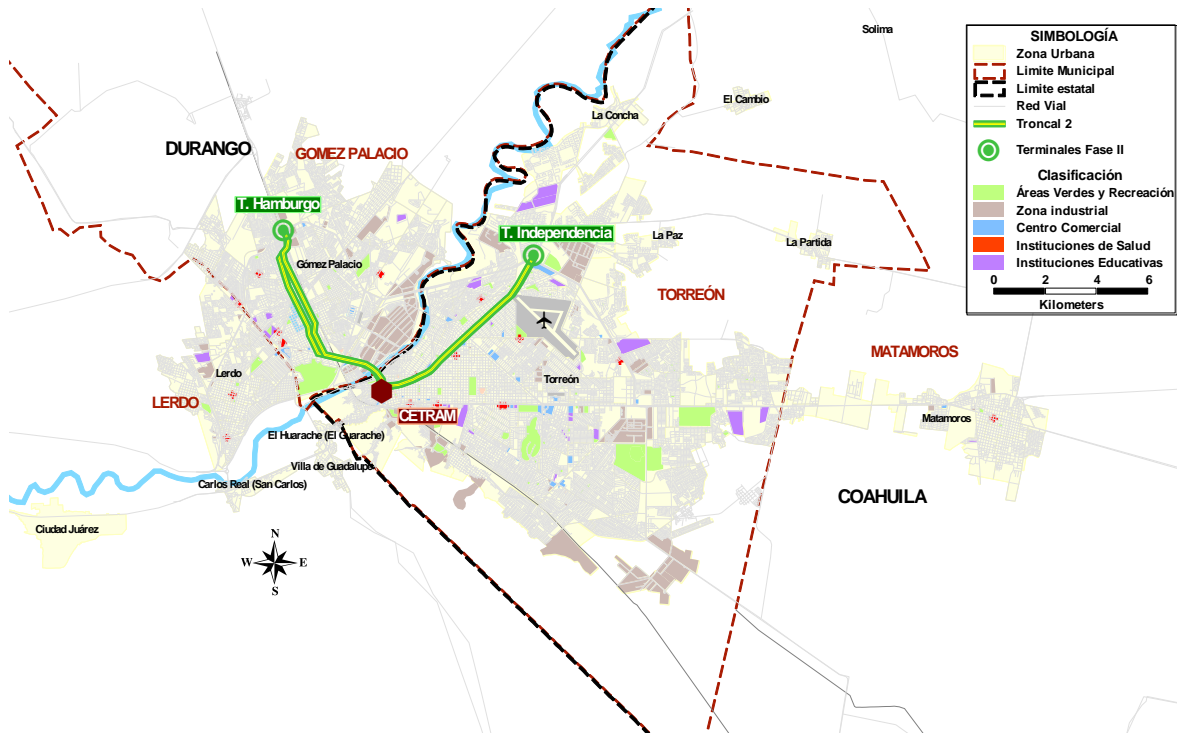 Solima
SIMBOLOGÍA
Zona Urbana
Limite Municipal
Limite estatal
Red Vial
Troncal 2
Terminales Fase II
Clasificación
Áreas Verdes y Recreación
Zona industrial
Centro Comercial
Instituciones de Salud
Instituciones Educativas
0 2 4 6
Kilometers
El Cambio
La Concha
DURANGO
GOMEZ PALACIO
T. Hamburgo
T. Independencia
La Paz
La Partida
Gómez Palacio
TORREÓN
MATAMOROS
Lerdo
Torreón
LERDO
CETRAM
Matamoros
El Huarache (El Guarache)
Villa de Guadalupe
Carlos Real (San Carlos)
COAHUILA
Ciudad Juárez
N
W E
S